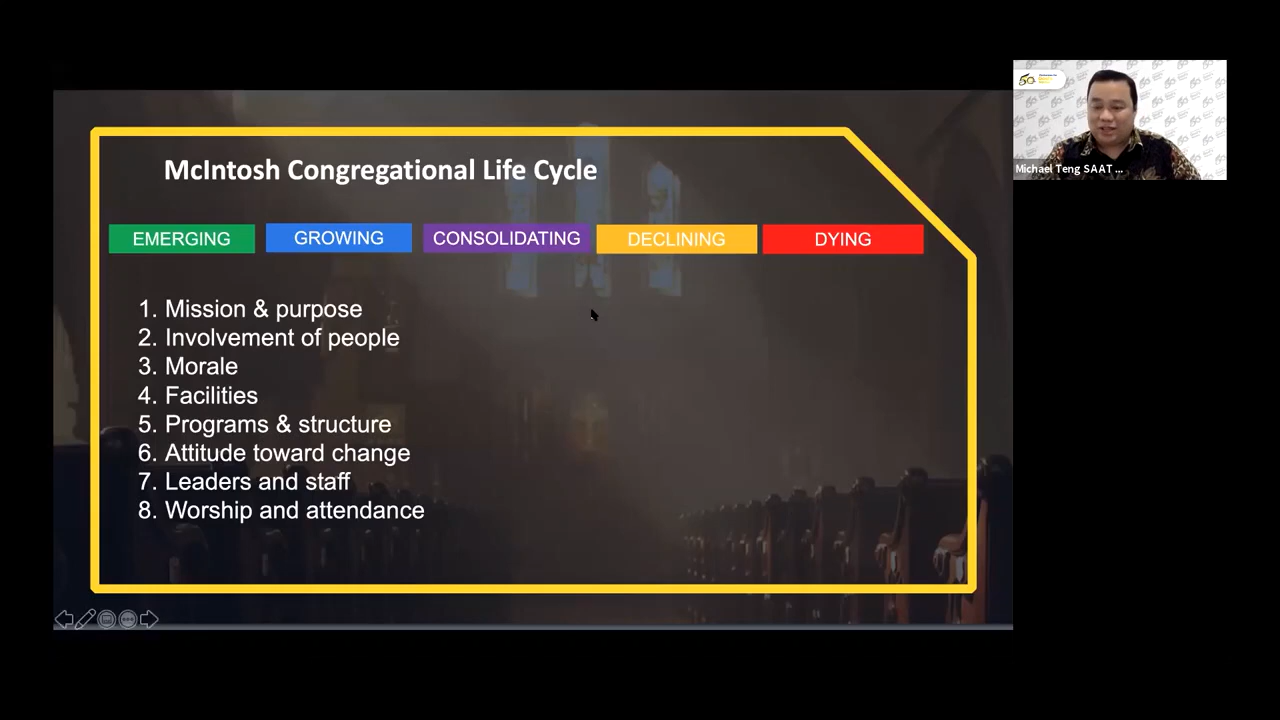 McIntosh Congregational Life Cycle
EMERGING
GROWING
CONSOLIDATING
DECLINING
DYING
1. Mission & purpose
2. Involvement of people
3. Morale
4. Facilities
5. Programs & structure
6. Attitude toward change
7. Leaders and staff
8. Worship and attendance
50
Michael Teng SAAT ...